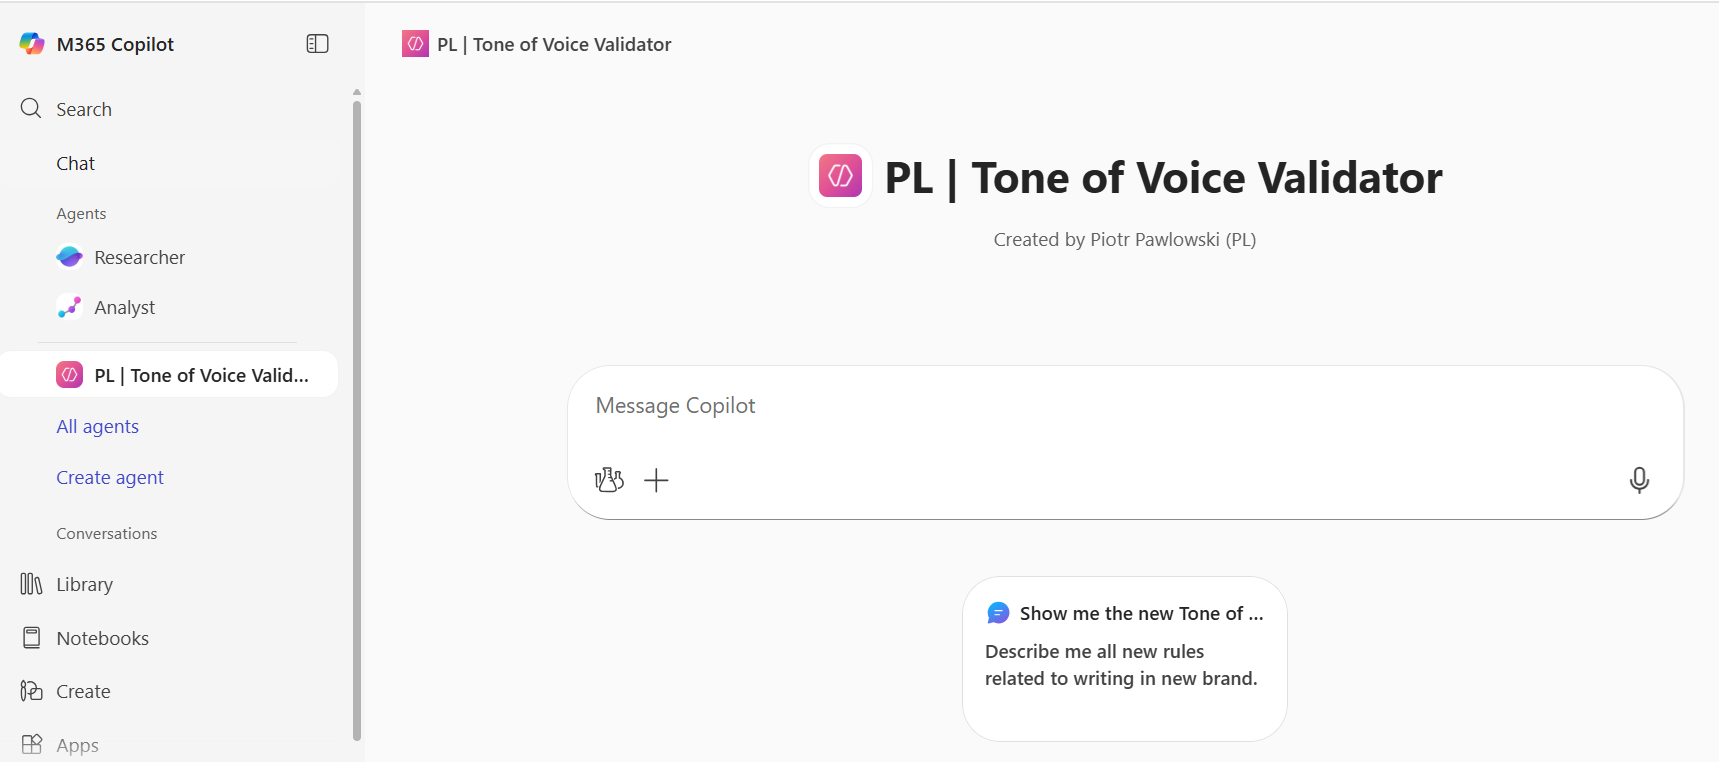 M365 Copilot
Search
Chat
Agents
Researcher
Analyst
PL | Tone of Voice Valid...
All agents
Create agent
Conversations
Library
Notebooks
Create
Apps
PL | Tone of Voice Validator
PL | Tone of Voice Validator
Created by Piotr Pawlowski (PL)
Message Copilot
Show me the new Tone of ...
Describe me all new rules
related to writing in new brand.